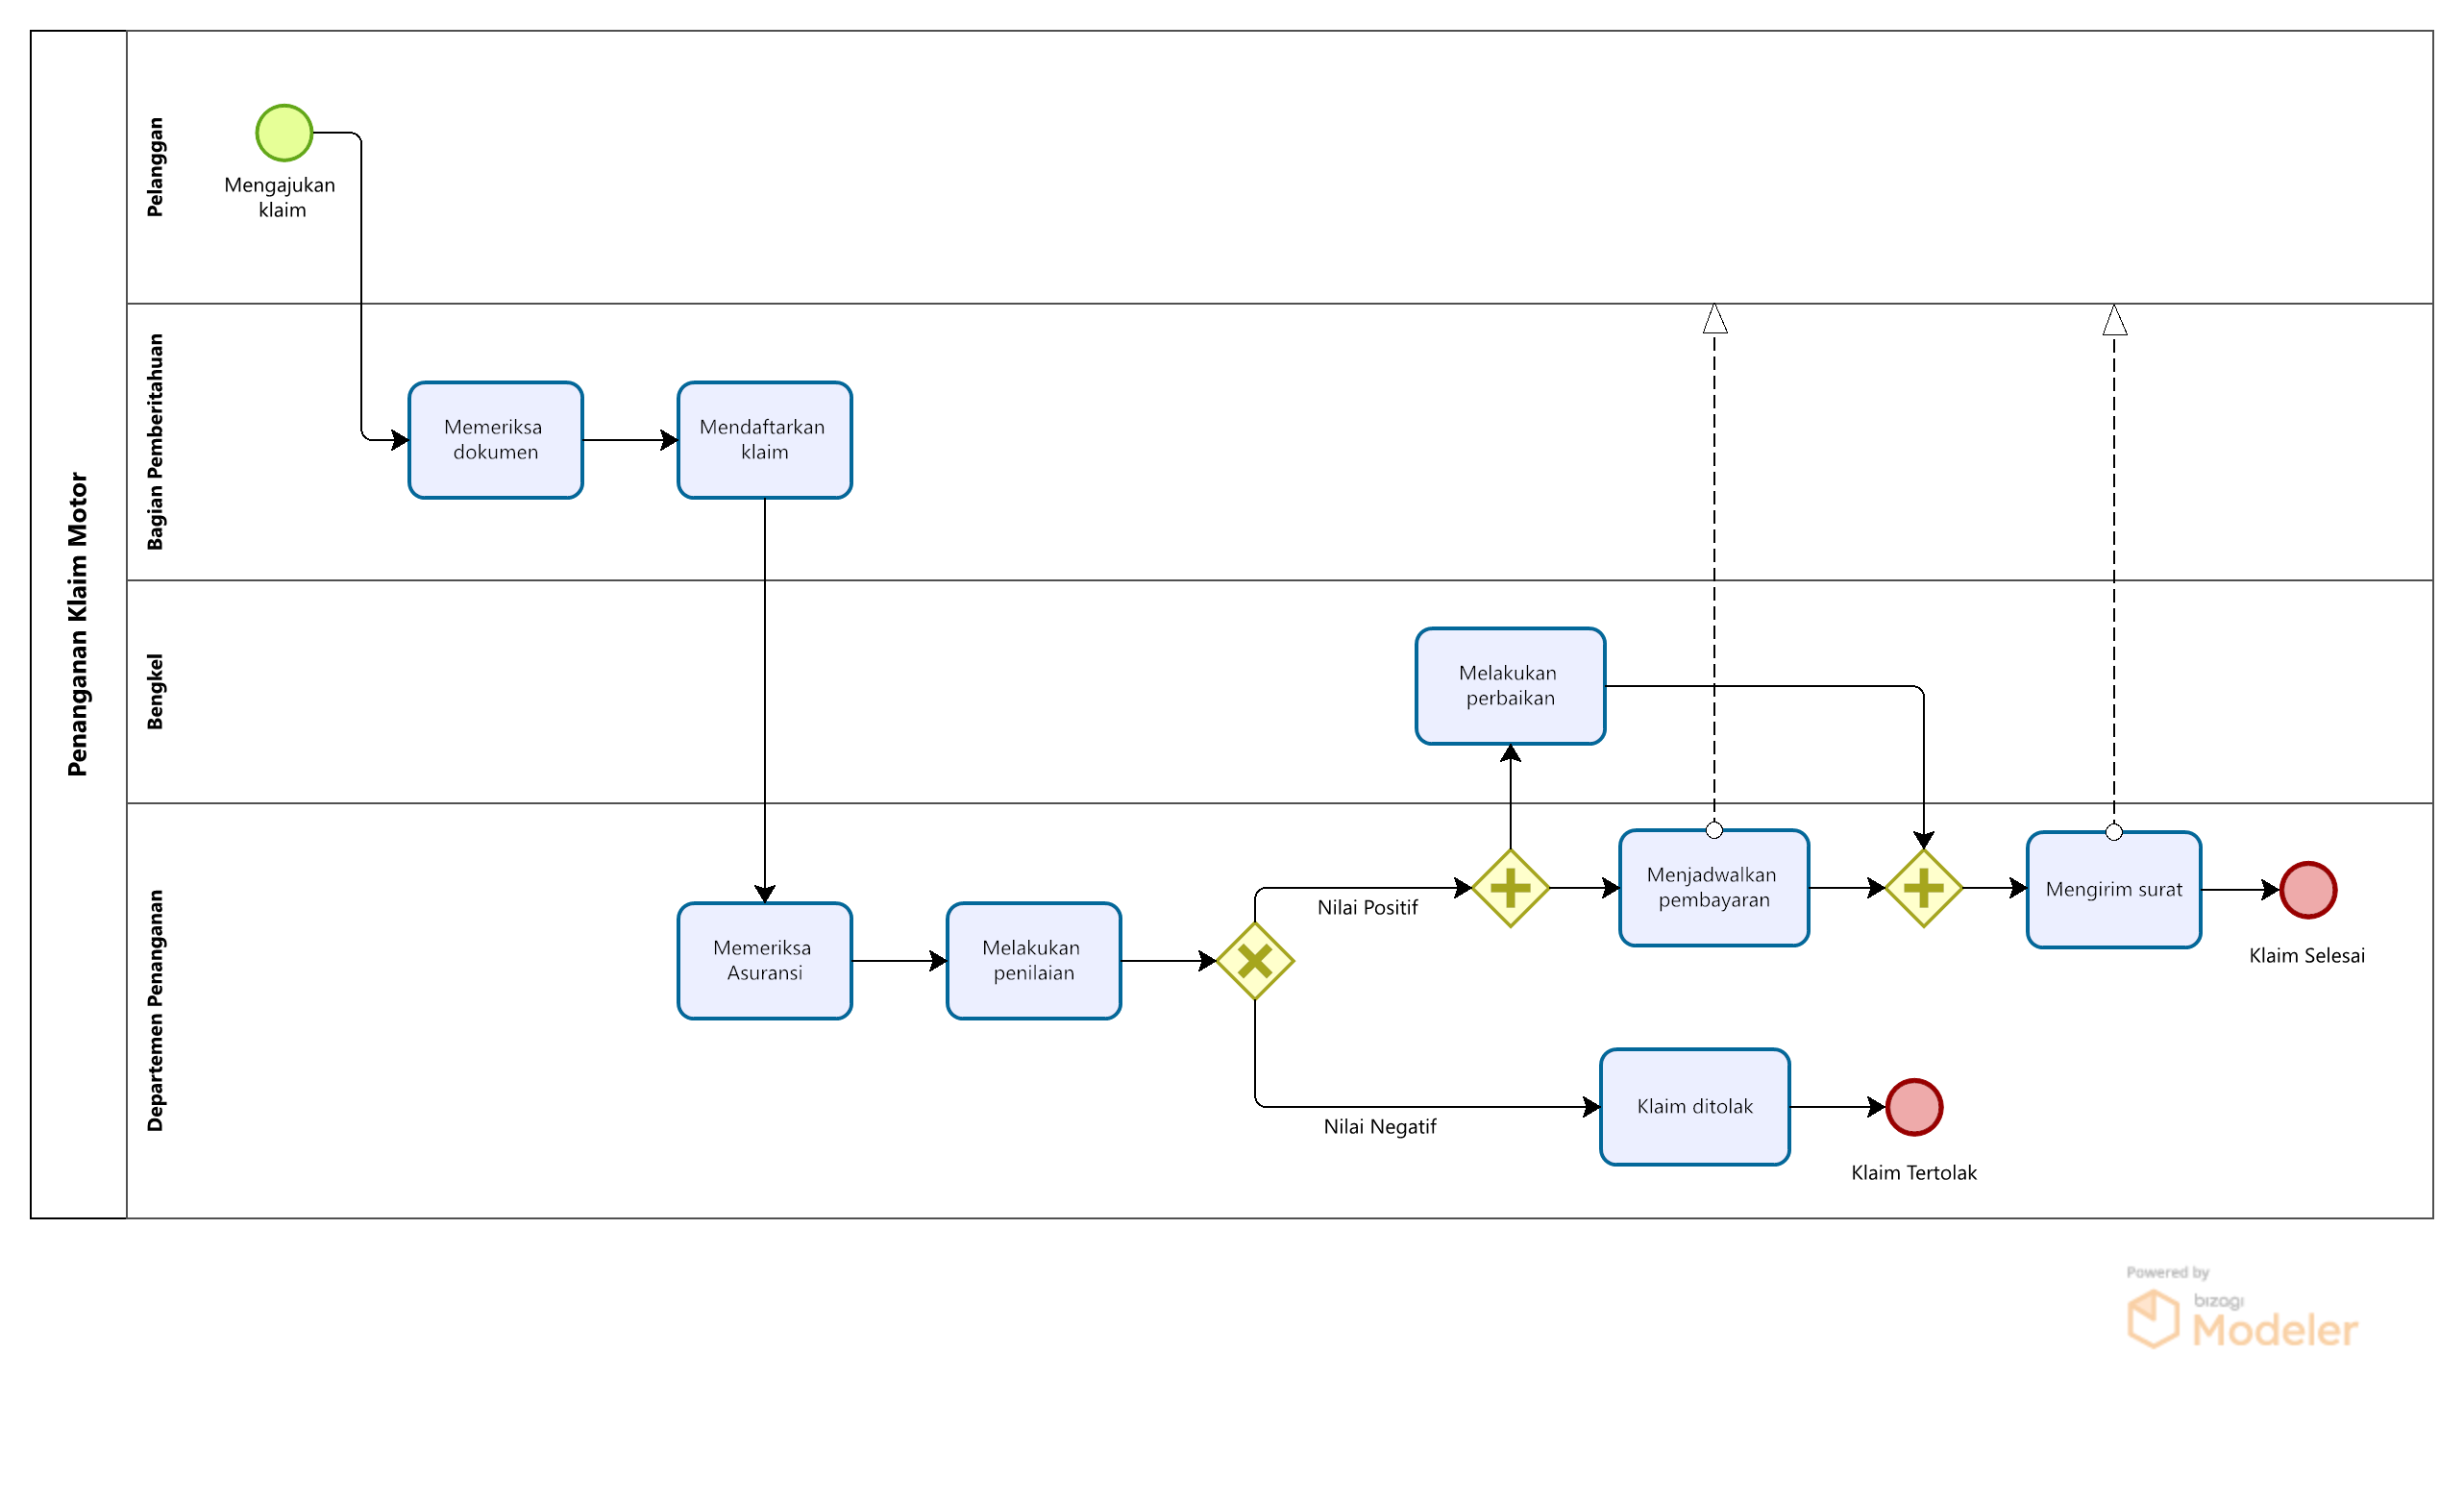 Penanganan Klaim Motor
Pelanggan
Mengajukan
klaim
Bagian Pemberitahuan
Memeriksa
dokumen
Mendaftarkan
klaim
Bengkel
Melakukan
perbaikan
Departemen Penanganan
Memeriksa
Asuransi
Melakukan
penilaian
Nilai Positif
Nilai Negatif
Menjadwalkan
pembayaran
Mengirim surat
Klaim Selesai
Klaim ditolak
Klaim Tertolak
Powered by
bizagi
Modeler